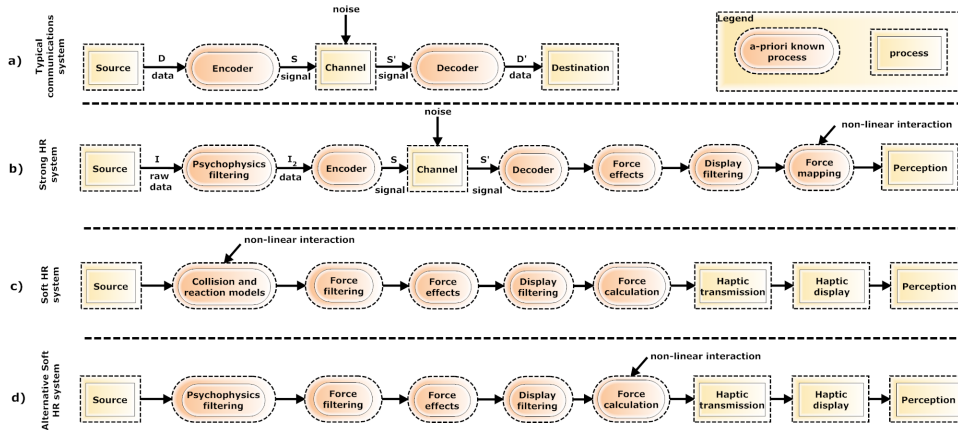 noise
Legend
a-priori known
process
process
a)
Typical
communications
system
Source
D
data
Encoder
S
signal
Channel
S'
signal
Decoder
D'
data
Destination
noise
non-linear interaction
b)
Strong HR
system
Source
I
raw
data
Psychophysics
filtering
I2
data
Encoder
S
signal
Channel
S'
signal
Decoder
Force
effects
Display
filtering
Force
mapping
Perception
non-linear interaction
c)
Soft HR
system
Source
Collision and
reaction models
Force
filtering
Force
effects
Display
filtering
Force
calculation
Haptic
transmission
Haptic
display
Perception
non-linear interaction
d)
Alternative Soft
HR system
Source
Psychophysics
filtering
Force
filtering
Force
effects
Display
filtering
Force
calculation
Haptic
transmission
Haptic
display
Perception